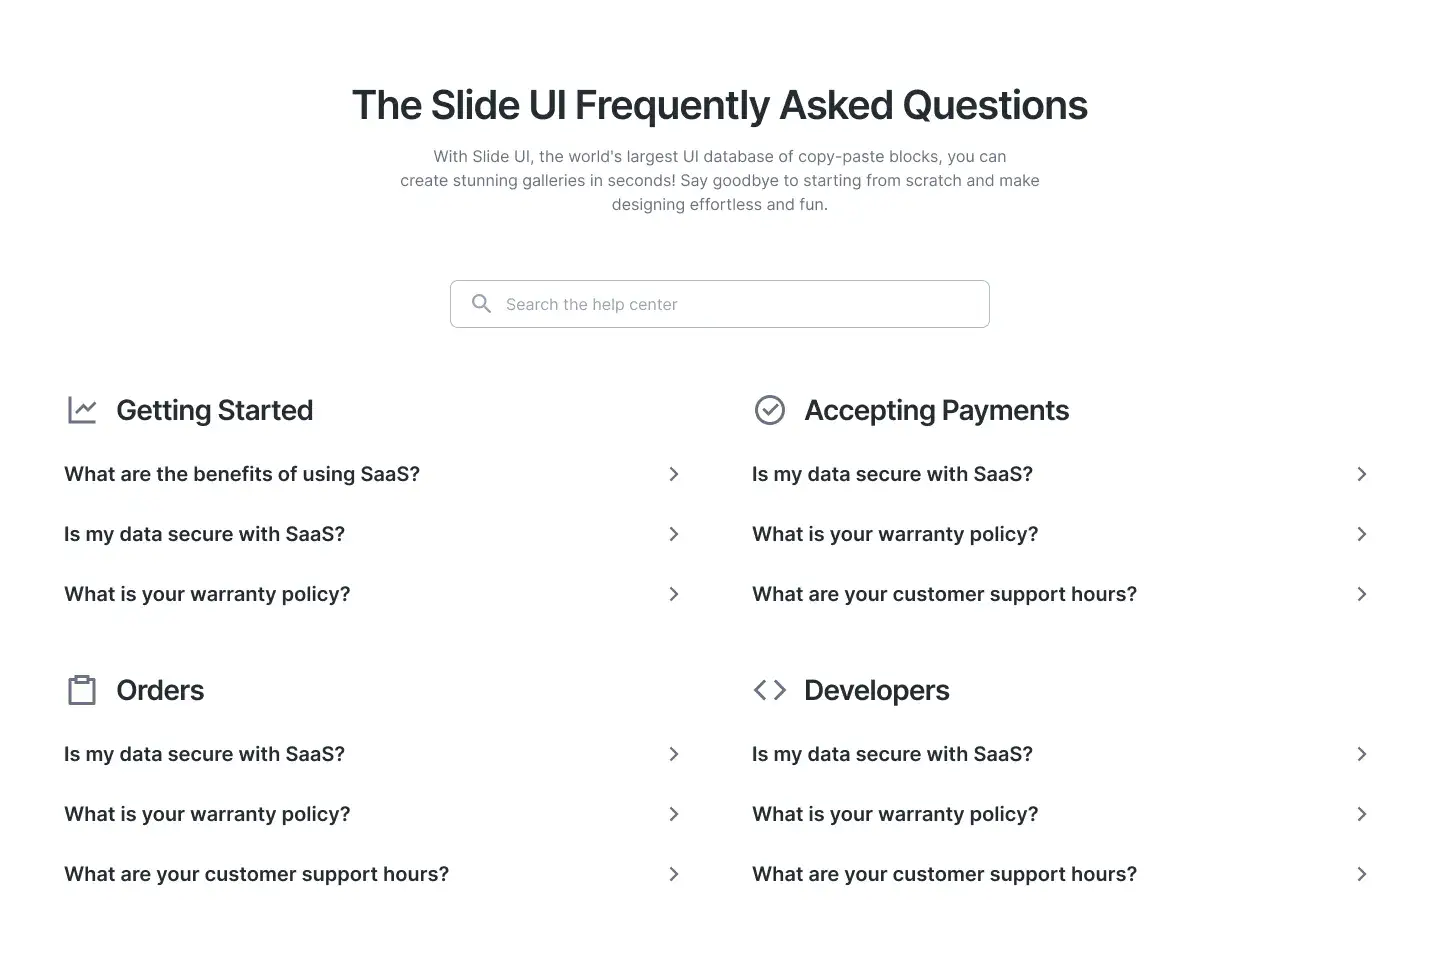 The Slide UI Frequently Asked Questions
With Slide UI, the world's largest UI database of copy-paste blocks, you can
create stunning galleries in seconds! Say goodbye to starting from scratch and make
designing effortless and fun.
Search the help center
Getting Started
What are the benefits of using SaaS?
Is my data secure with SaaS?
What is your warranty policy?
Accepting Payments
Is my data secure with SaaS?
What is your warranty policy?
What are your customer support hours?
Orders
Is my data secure with SaaS?
What is your warranty policy?
What are your customer support hours?
Developers
Is my data secure with SaaS?
What is your warranty policy?
What are your customer support hours?